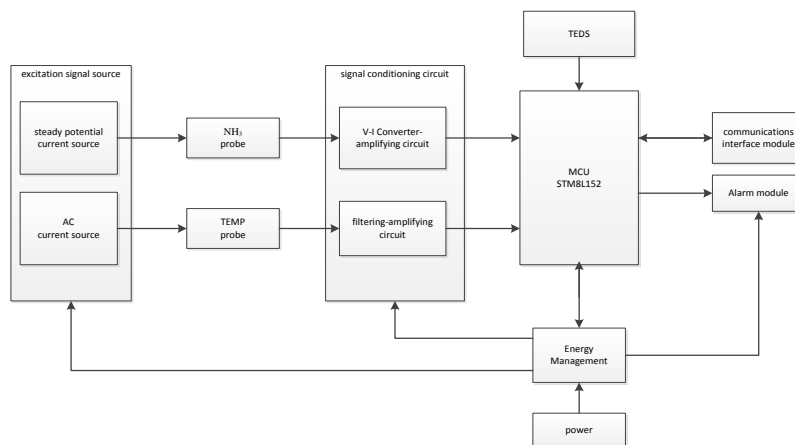 TEDS
excitation signal source
signal conditioning circuit
steady potential
current source
NH₃
probe
V-I Converter-
amplifying circuit
MCU
STM8L152
communications
interface module
Alarm module
AC
current source
TEMP
probe
filtering-amplifying
circuit
Energy
Management
power